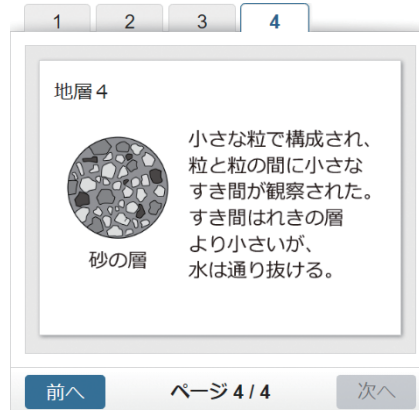 1 2 3 4
地層4
小さな粒で構成され、
粒と粒の間に小さな
すき間が観察された。
すき間はれきの層
より小さいが、
水は通り抜ける。
砂の層
前へ ページ 4 / 4 次へ